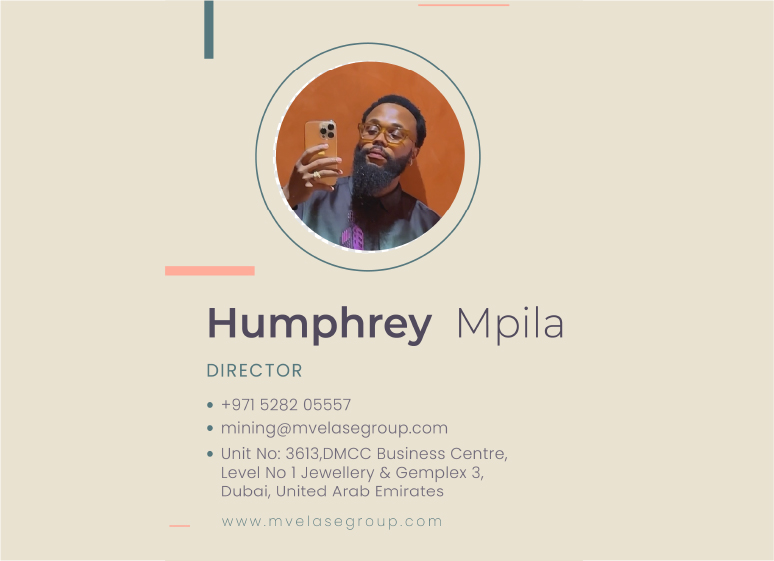 Humphrey Mpila
DIRECTOR
+971 5282 05557
mining@mvelasegroup.com
Unit No: 3613,DMCC Business Centre,
Level No 1 Jewellery & Gemplex 3,
Dubai, United Arab Emirates
www.mvelasegroup.com